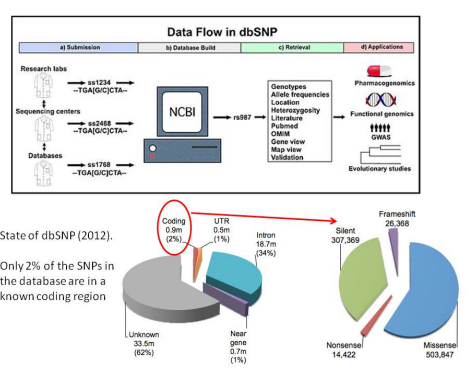 Data Flow in dbSNP
a) Submission
b) Database Build
c) Retrieval
d) Applications
Research labs
ss1234
--TGA[G/C]CTA--
Sequencing centers
ss2468
--TGA[G/C]CTA--
Databases
ss1768
--TGA[G/C]CTA--
NCBI
rs987
Genotypes
Allele frequencies
Location
Heterozygosity
Literature
Pubmed
OMIM
Gene view
Map view
Validation
Pharmacogenomics
Functional genomics
GWAS
Evolutionary studies
State of dbSNP (2012).
Only 2% of the SNPs in
the database are in a
known coding region
Coding
0.9m
(2%)
UTR
0.5m
(1%)
Intron
18.7m
(34%)
Near
gene
0.7m
(1%)
Unknown
33.5m
(62%)
Frameshift
26,368
Silent
307,369
Nonsense
14,422
Missense
503,847